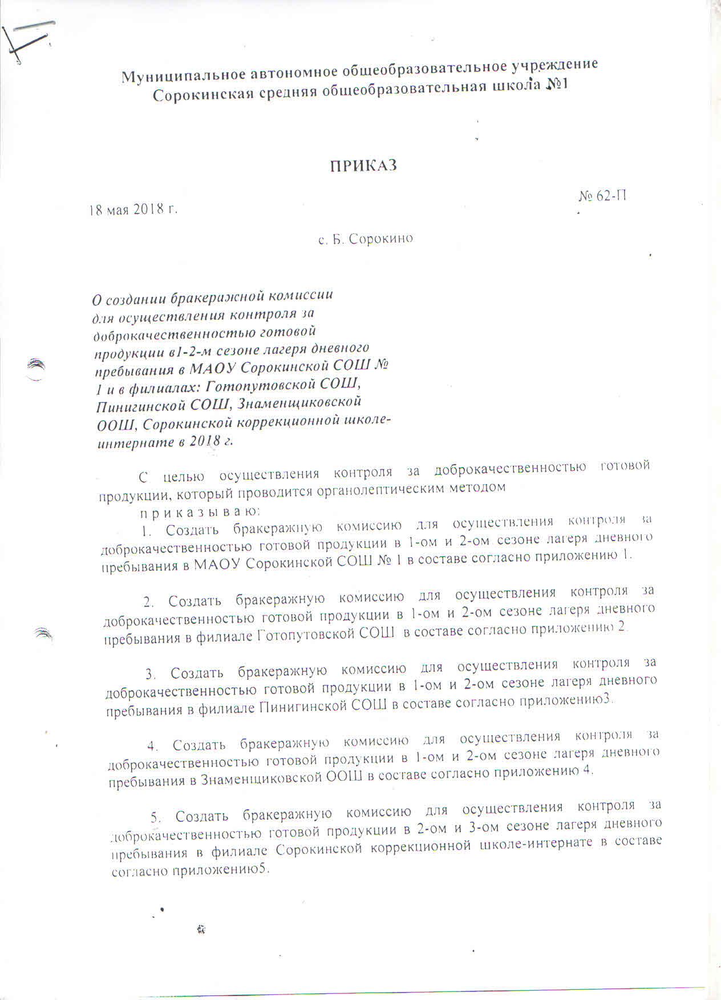 Муниципальное автономное общеобразовательное учреждение
Сорокинская средняя общеобразовательная школа №1
ПРИКАЗ
№ 62-П
18 мая 2018 г.
с. Б. Сорокино
О создании бракеражной комиссии
для осуществления контроля за
доброкачественностью готовой
продукции в1-2-м сезоне лагеря дневного
пребывания в МАОУ Сорокинской СОШ №
1 и в филиалах: Готопутовской СОШ,
Пинигинской СОШ, Знаменщиковской
ООШ, Сорокинской коррекционной школе-
интернате в 2018 г.
С целью осуществления контроля за доброкачественностью готовой
продукции, который проводится органолептическим методом
п р и к а з ы в а ю:
1. Создать бракеражную комиссию для осуществления контроля за
доброкачественностью готовой продукции в 1-ом и 2-ом сезоне лагеря дневного
пребывания в МАОУ Сорокинской СОШ № 1 в составе согласно приложению 1.
2. Создать бракеражную комиссию для осуществления контроля за
доброкачественностью готовой продукции в 1-ом и 2-ом сезоне лагеря дневного
пребывания в филиале Готопутовской СОШ в составе согласно приложению 2.
3. Создать бракеражную комиссию для осуществления контроля за
доброкачественностью готовой продукции в 1-ом и 2-ом сезоне лагеря дневного
пребывания в филиале Пинигинской СОШ в составе согласно приложению3.
4. Создать бракеражную комиссию для осуществления контроля за
доброкачественностью готовой продукции в 1-ом и 2-ом сезоне лагеря дневного
пребывания в Знаменщиковской ООШ в составе согласно приложению 4.
5. Создать бракеражную комиссию для осуществления контроля за
доброкачественностью готовой продукции в 2-ом и 3-ом сезоне лагеря дневного
пребывания в филиале Сорокинской коррекционной школе-интернате в составе
согласно приложению5.